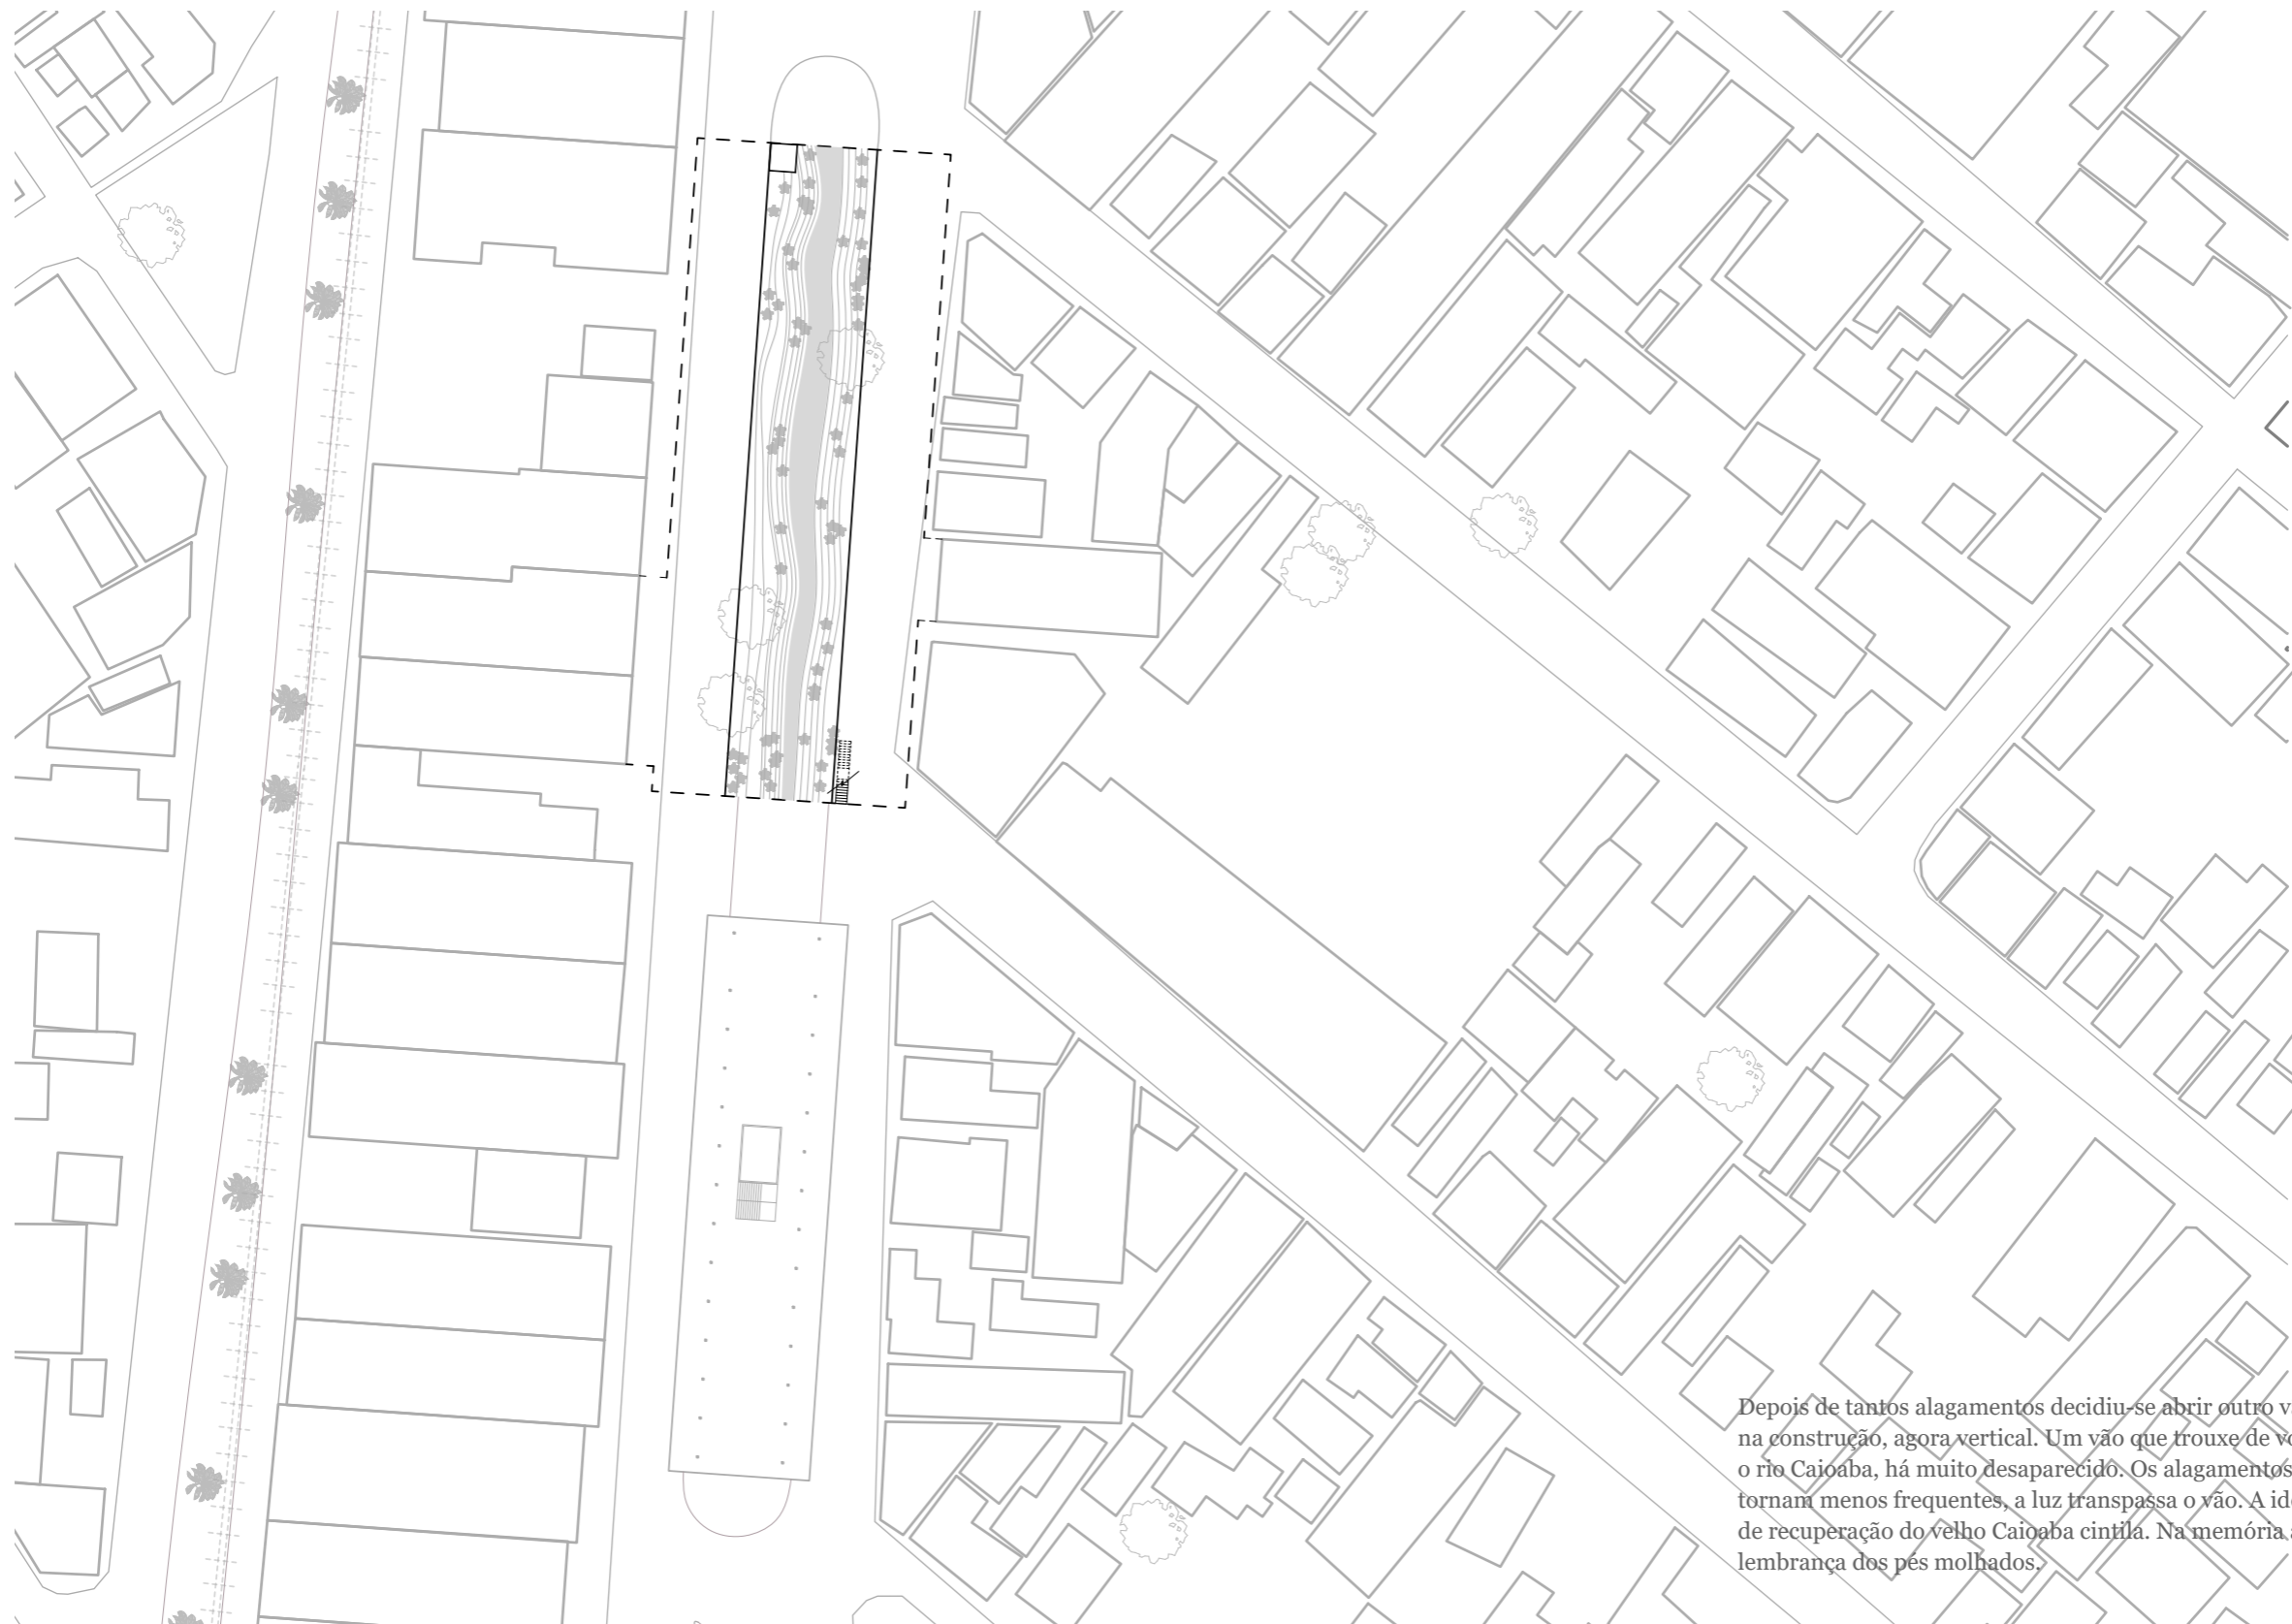 Depois de tantos alagamentos decidiu-se abrir outro
na construção, agora vertical. Um vão que trouxe de
o rio Caioaba, há muito desaparecido. Os alagamentos
tornam menos frequentes, a luz transpassa o vão. A
de recuperação do velho Caioaba cintila. Na memória
lembrança dos pés molhados.